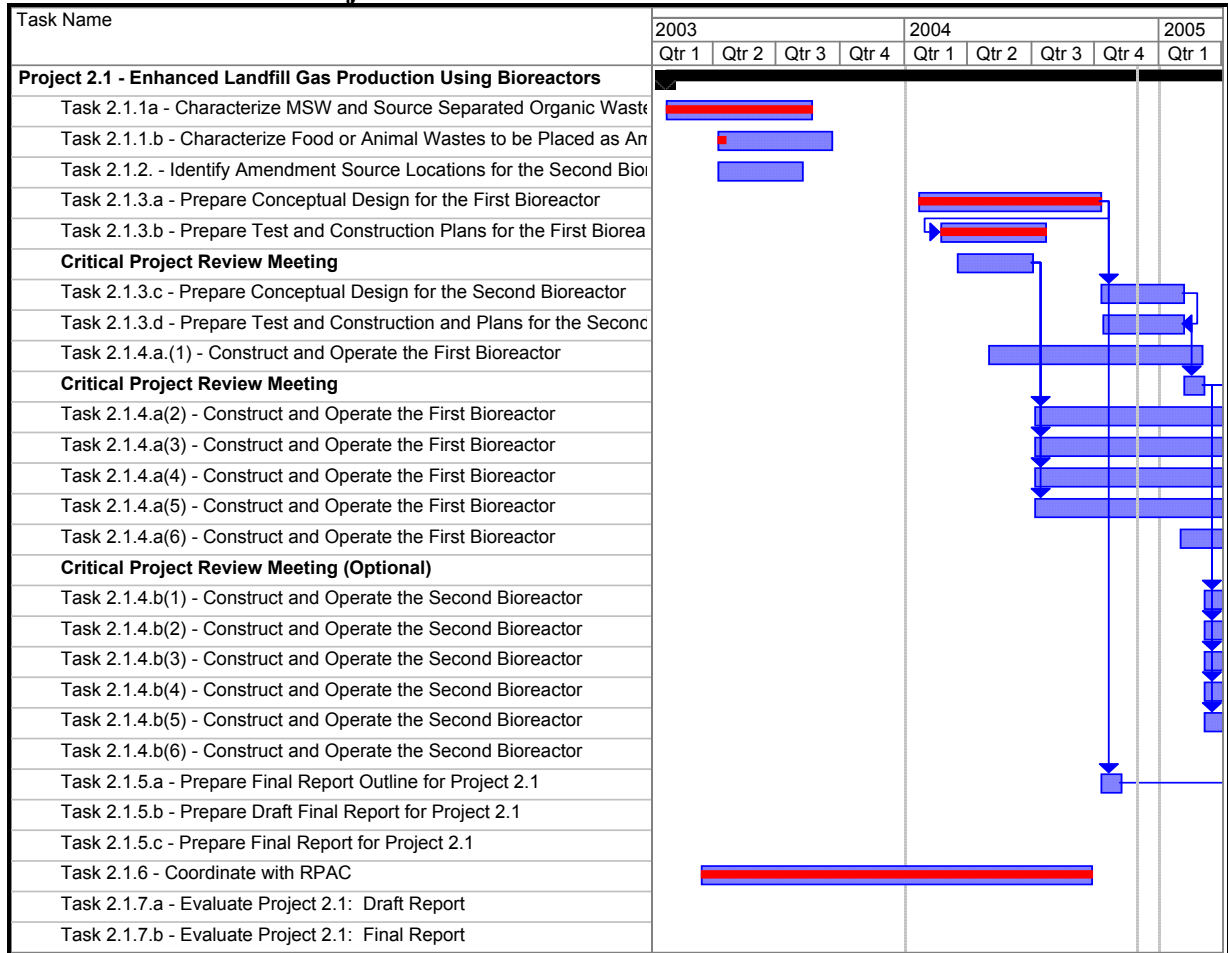 Task Name
2003 2004 2005
Qtr 1 Qtr 2 Qtr 3 Qtr 4 Qtr 1 Qtr 2 Qtr 3 Qtr 4 Qtr 1
Project 2.1 - Enhanced Landfill Gas Production Using Bioreactors
Task 2.1.1a - Characterize MSW and Source Separated Organic Waste
Task 2.1.1.b - Characterize Food or Animal Wastes to be Placed as Am
Task 2.1.2. - Identify Amendment Source Locations for the Second Bio
Task 2.1.3.a - Prepare Conceptual Design for the First Bioreactor
Task 2.1.3.b - Prepare Test and Construction Plans for the First Biorea
Critical Project Review Meeting
Task 2.1.3.c - Prepare Conceptual Design for the Second Bioreactor
Task 2.1.3.d - Prepare Test and Construction and Plans for the Second
Task 2.1.4.a.(1) - Construct and Operate the First Bioreactor
Critical Project Review Meeting
Task 2.1.4.a(2) - Construct and Operate the First Bioreactor
Task 2.1.4.a(3) - Construct and Operate the First Bioreactor
Task 2.1.4.a(4) - Construct and Operate the First Bioreactor
Task 2.1.4.a(5) - Construct and Operate the First Bioreactor
Task 2.1.4.a(6) - Construct and Operate the First Bioreactor
Critical Project Review Meeting (Optional)
Task 2.1.4.b(1) - Construct and Operate the Second Bioreactor
Task 2.1.4.b(2) - Construct and Operate the Second Bioreactor
Task 2.1.4.b(3) - Construct and Operate the Second Bioreactor
Task 2.1.4.b(4) - Construct and Operate the Second Bioreactor
Task 2.1.4.b(5) - Construct and Operate the Second Bioreactor
Task 2.1.4.b(6) - Construct and Operate the Second Bioreactor
Task 2.1.5.a - Prepare Final Report Outline for Project 2.1
Task 2.1.5.b - Prepare Draft Final Report for Project 2.1
Task 2.1.5.c - Prepare Final Report for Project 2.1
Task 2.1.6 - Coordinate with RPAC
Task 2.1.7.a - Evaluate Project 2.1: Draft Report
Task 2.1.7.b - Evaluate Project 2.1: Final Report